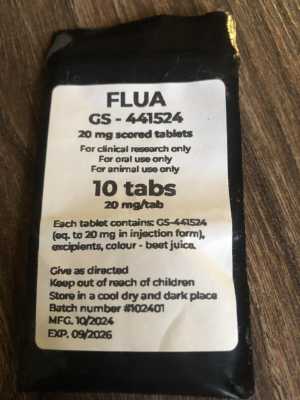 FLUA
GS - 441524
20 mg scored tablets
For clinical research only
For oral use only
For animal use only
10 tabs
20 mg/tab
Each tablet contains: GS-441524
(eq. to 20 mg in injection form),
excipients, colour - beet juice.
Give as directed
Keep out of reach of children
Store in a cool dry and dark place
Batch number #102401
MFG. 10/2024
EXP. 09/2026